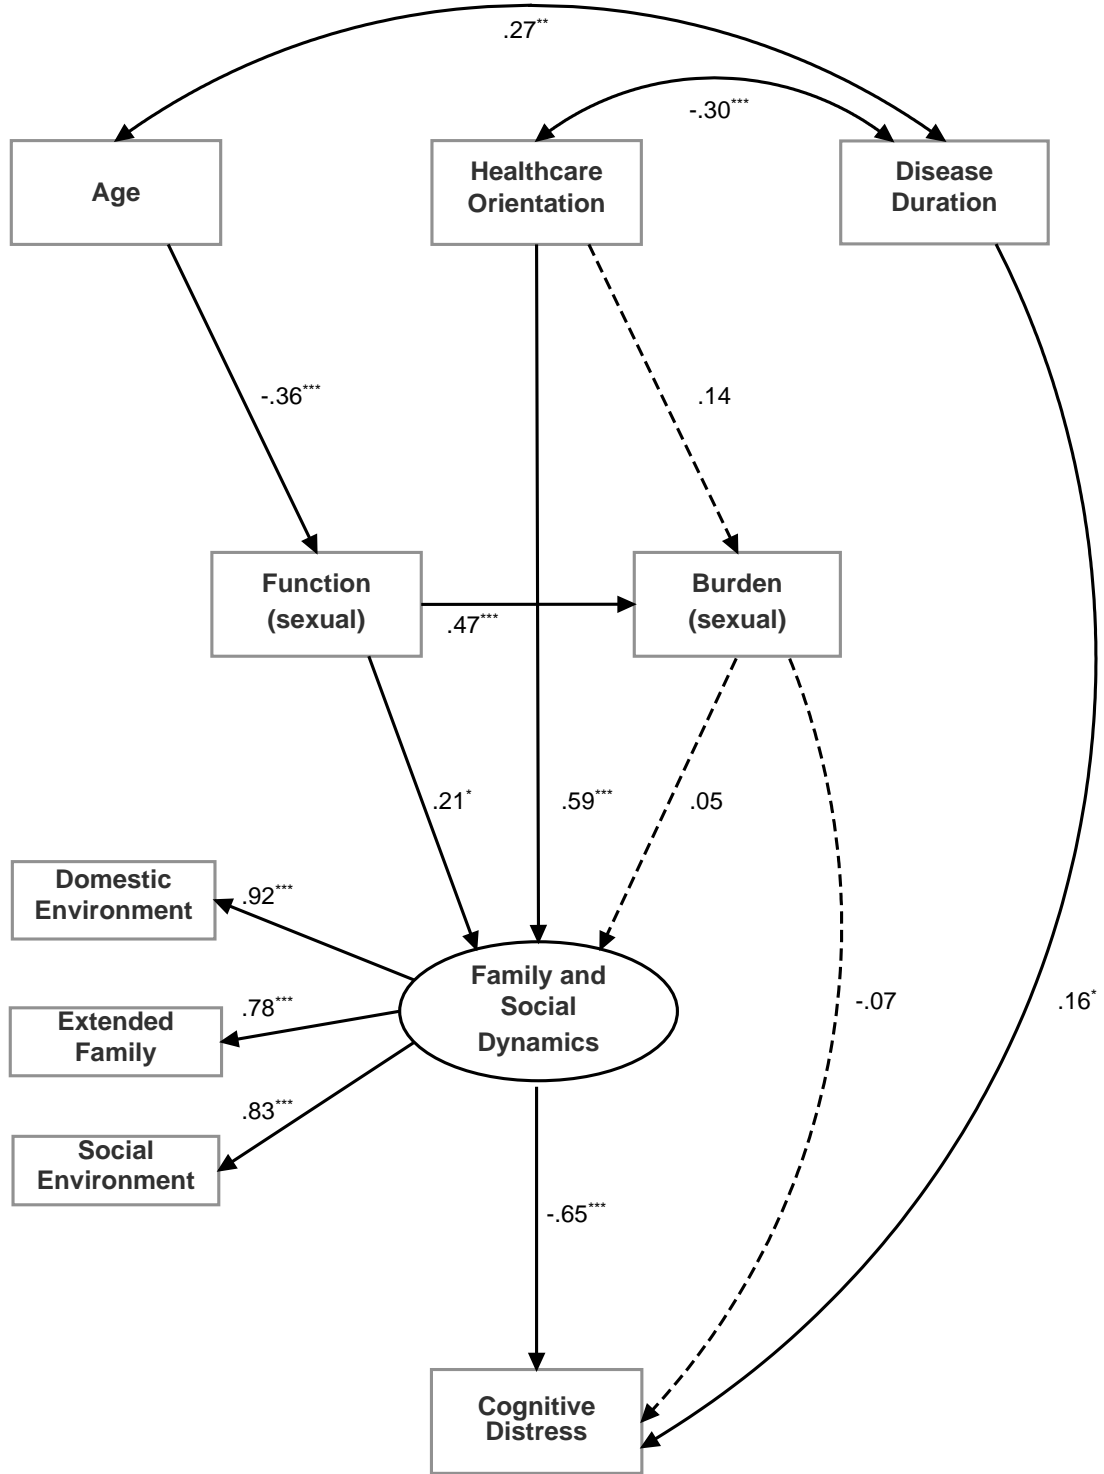 .27**
-.30***
Age
Healthcare
Orientation
Disease
Duration
-.36***
.14
Function
(sexual)
.47***
Burden
(sexual)
.21*
.59***
.05
Domestic
Environment
.92***
Family and
Social
Dynamics
-.07
.16*
Extended
Family
.78***
.83***
Social
Environment
-.65***
Cognitive
Distress